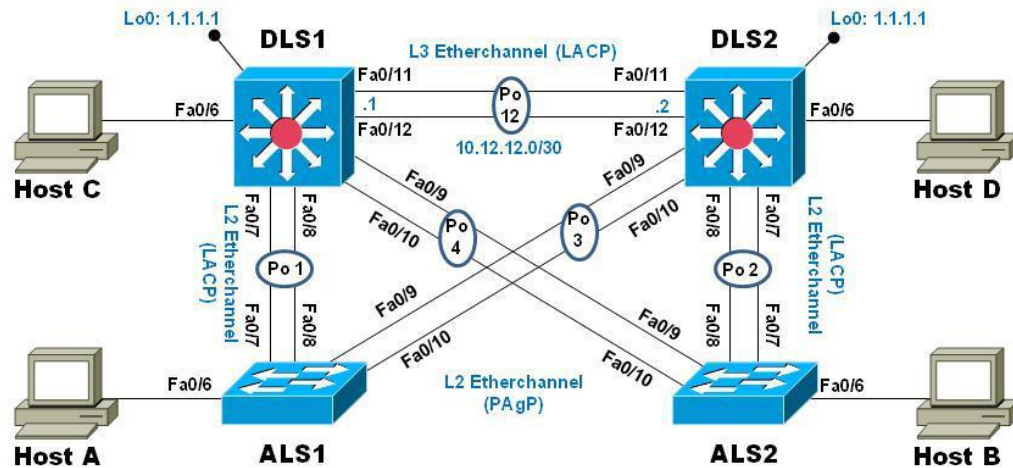 Lo0: 1.1.1.1
Lo0: 1.1.1.1
DLS1
DLS2
L3 Etherchannel (LACP)
Fa0/11
Fa0/11
Fa0/6
Po
12
.1
.2
Fa0/6
Fa0/12
Fa0/12
10.12.12.0/30
Host C
Host D
Fa0/9
Fa0/9
Fa0/10
Fa0/10
Fa0/7
Fa0/8
Fa0/8
Fa0/7
Po
4
Po
3
L2 Etherchannel
(LACP)
L2 Etherchannel
(LACP)
Po 1
Po 2
Fa0/7
Fa0/8
Fa0/8
Fa0/7
Fa0/9
Fa0/9
Fa0/10
Fa0/10
Fa0/6
L2 Etherchannel
(PAgP)
Fa0/6
Host A
ALS1
ALS2
Host B